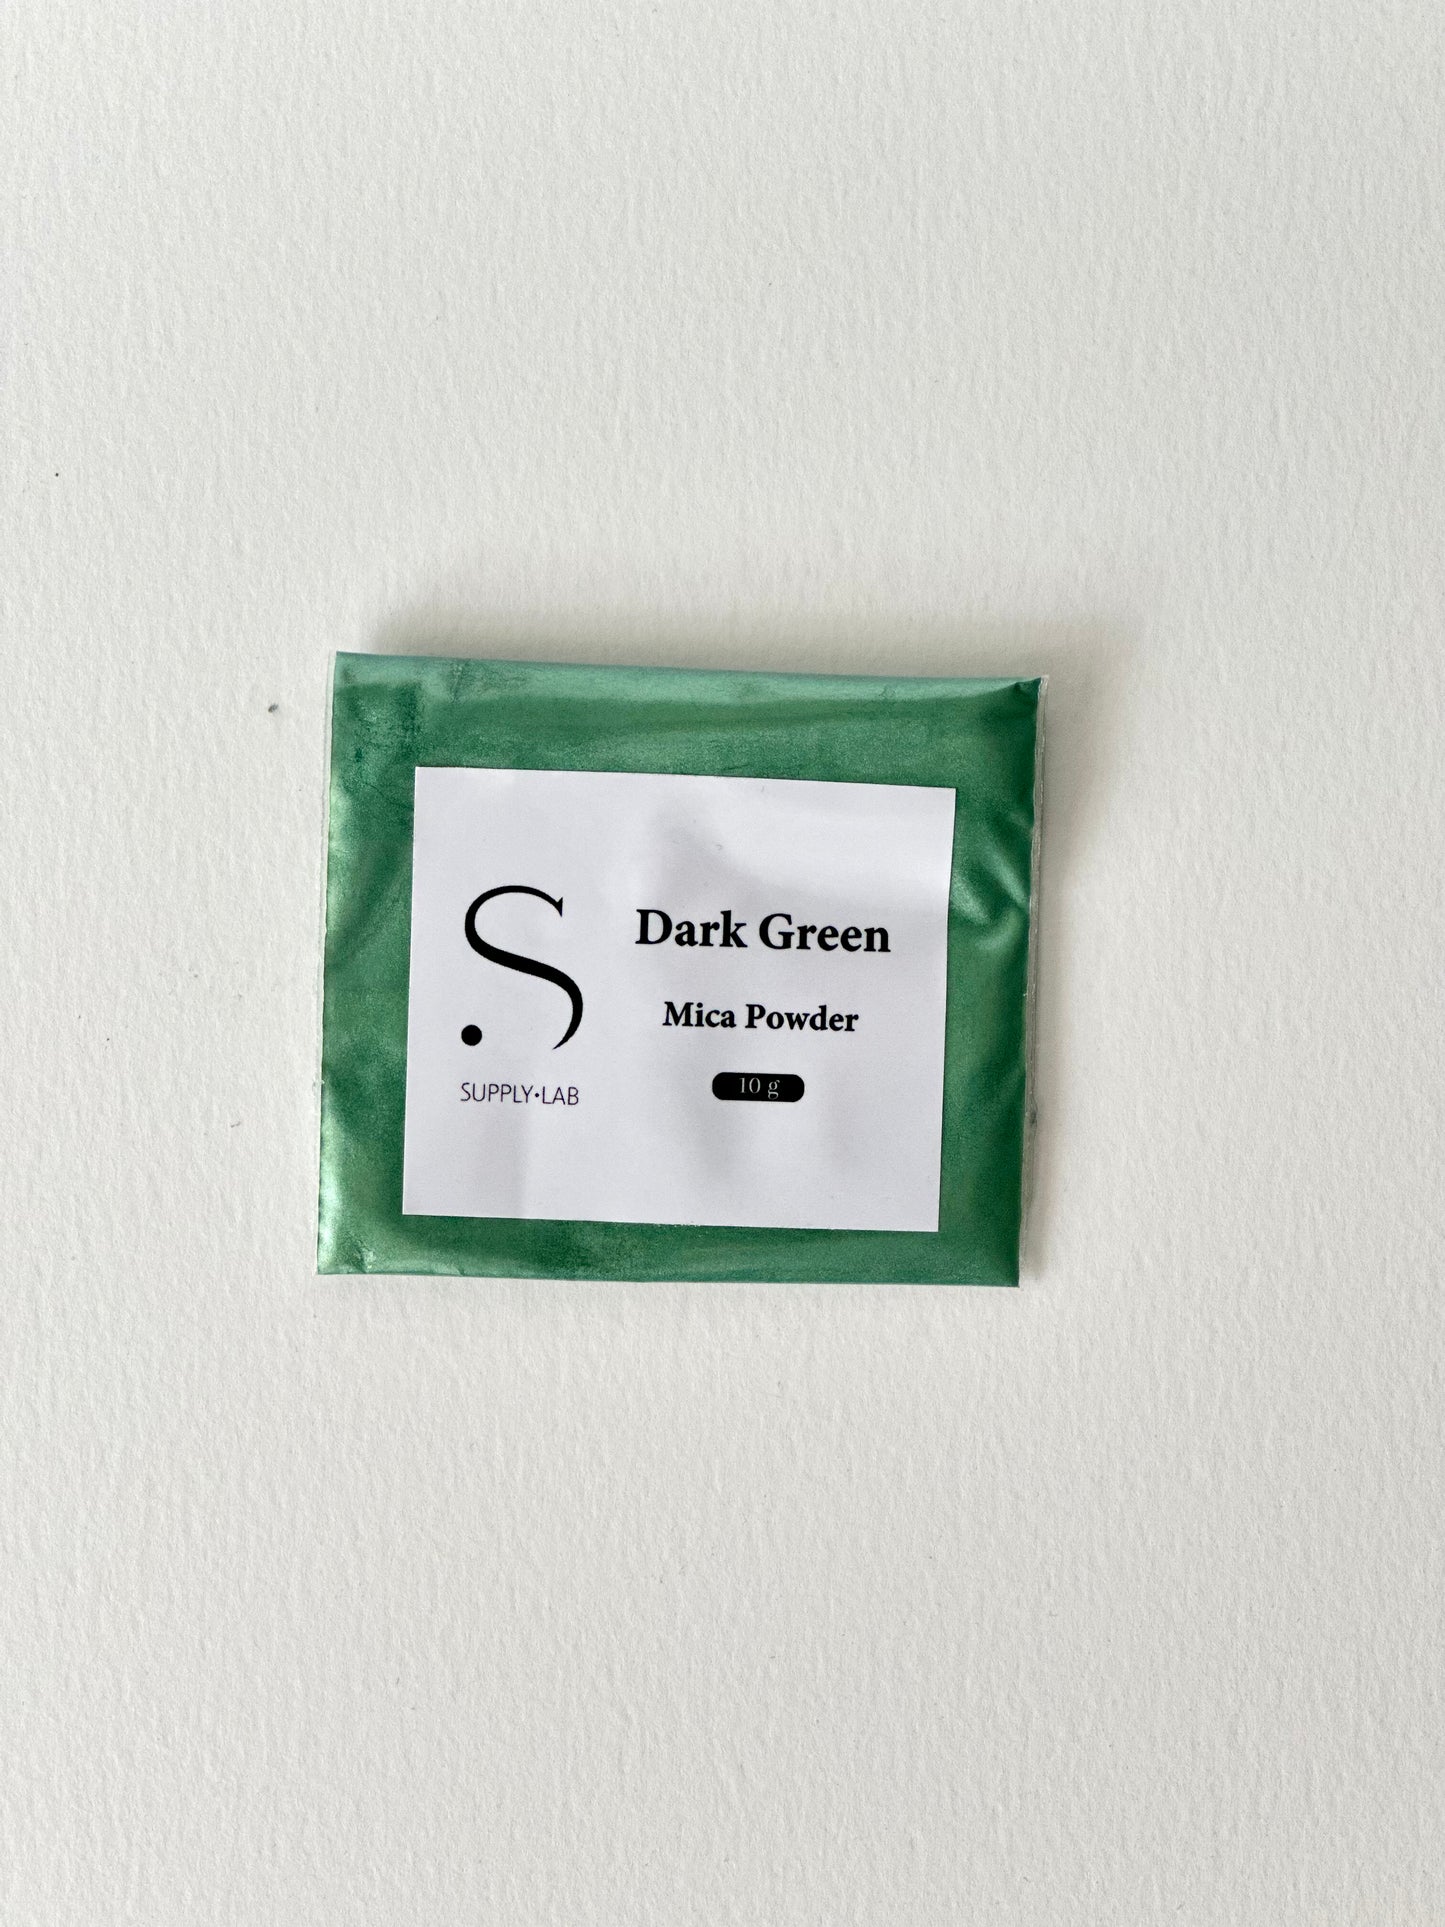 S
SUPPLY·LAB
Dark Green
Mica Powder
10 g